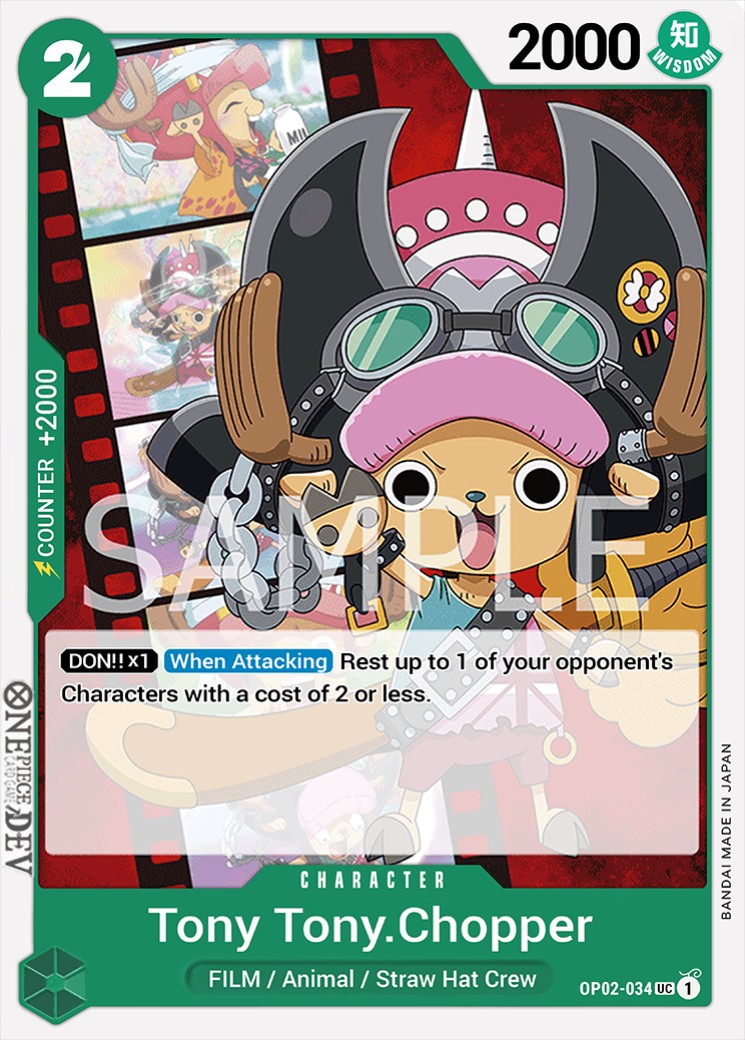 2
2000
知
WISDOM
MIL
COUNTER +2000
SAMPLE
DON!!×1 When Attacking Rest up to 1 of your opponent's
Characters with a cost of 2 or less.
ONE PIECE
CARD GAME
DEV
BANDAI MADE IN JAPAN
CHARACTER
Tony Tony.Chopper
FILM / Animal / Straw Hat Crew
OP02-034 UC 1